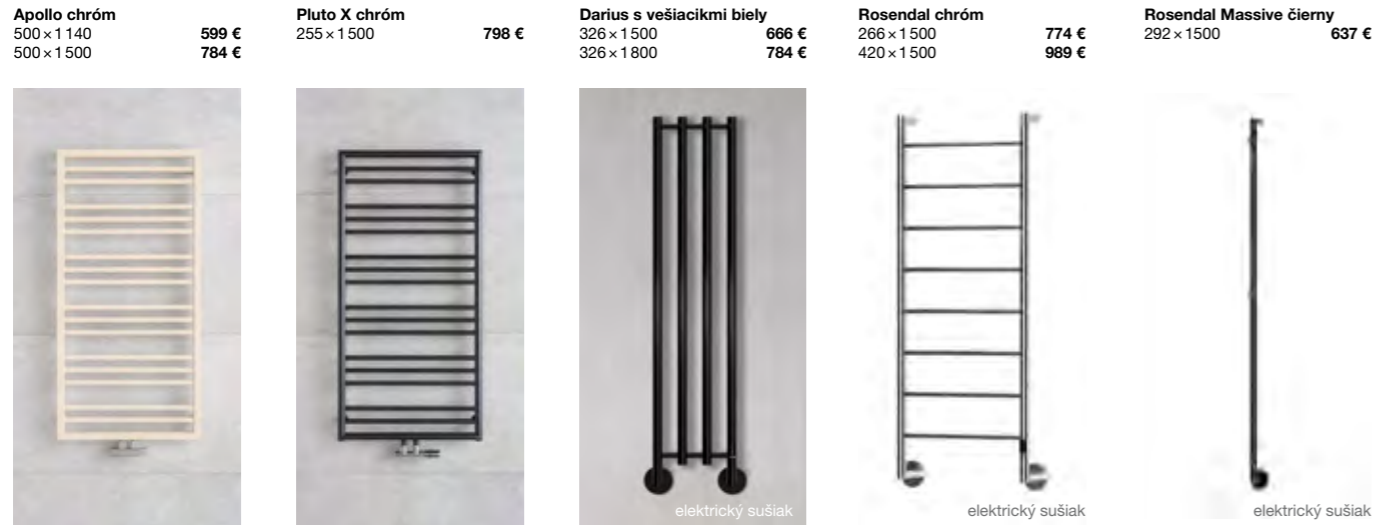 Apollo chróm
500 × 1 140 599 €
500 × 1 500 784 €
Pluto X chróm
255 × 1 500 798 €
Darius s vešiacikmi biely
326 × 1 500 666 €
326 × 1 800 784 €
Rosendal chróm
266 × 1 500 774 €
420 × 1 500 989 €
Rosendal Massive čierny
292 × 1500 637 €
elektrický sušiak
elektrický sušiak
elektrický sušiak